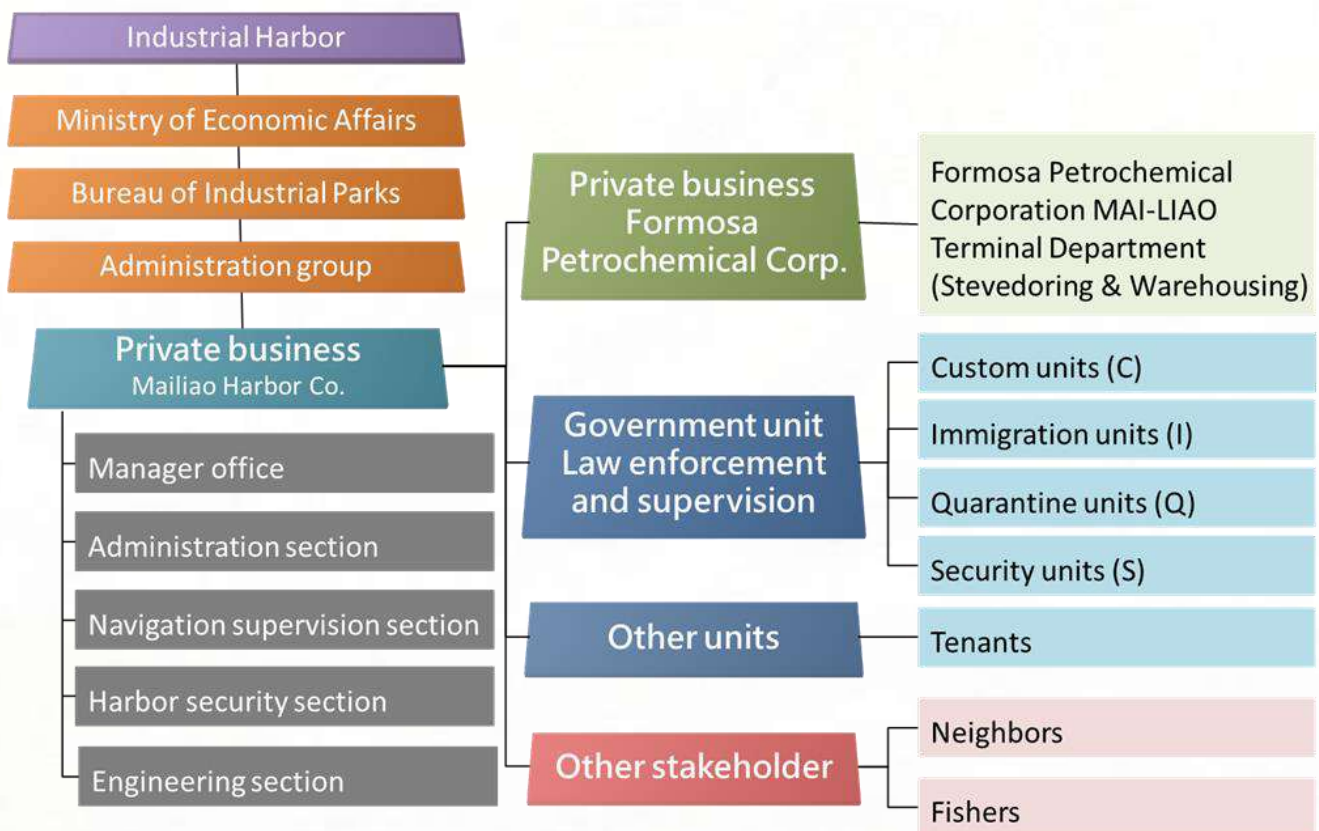 Industrial Harbor
Ministry of Economic Affairs
Bureau of Industrial Parks
Administration group
Private business
Mailiao Harbor Co.
Manager office
Administration section
Navigation supervision section
Harbor security section
Engineering section
Private business
Formosa
Petrochemical Corp.
Government unit
Law enforcement
and supervision
Other units
Other stakeholder
Formosa Petrochemical
Corporation MAI-LIAO
Terminal Department
(Stevedoring & Warehousing)
Custom units (C)
Immigration units (I)
Quarantine units (Q)
Security units (S)
Tenants
Neighbors
Fishers